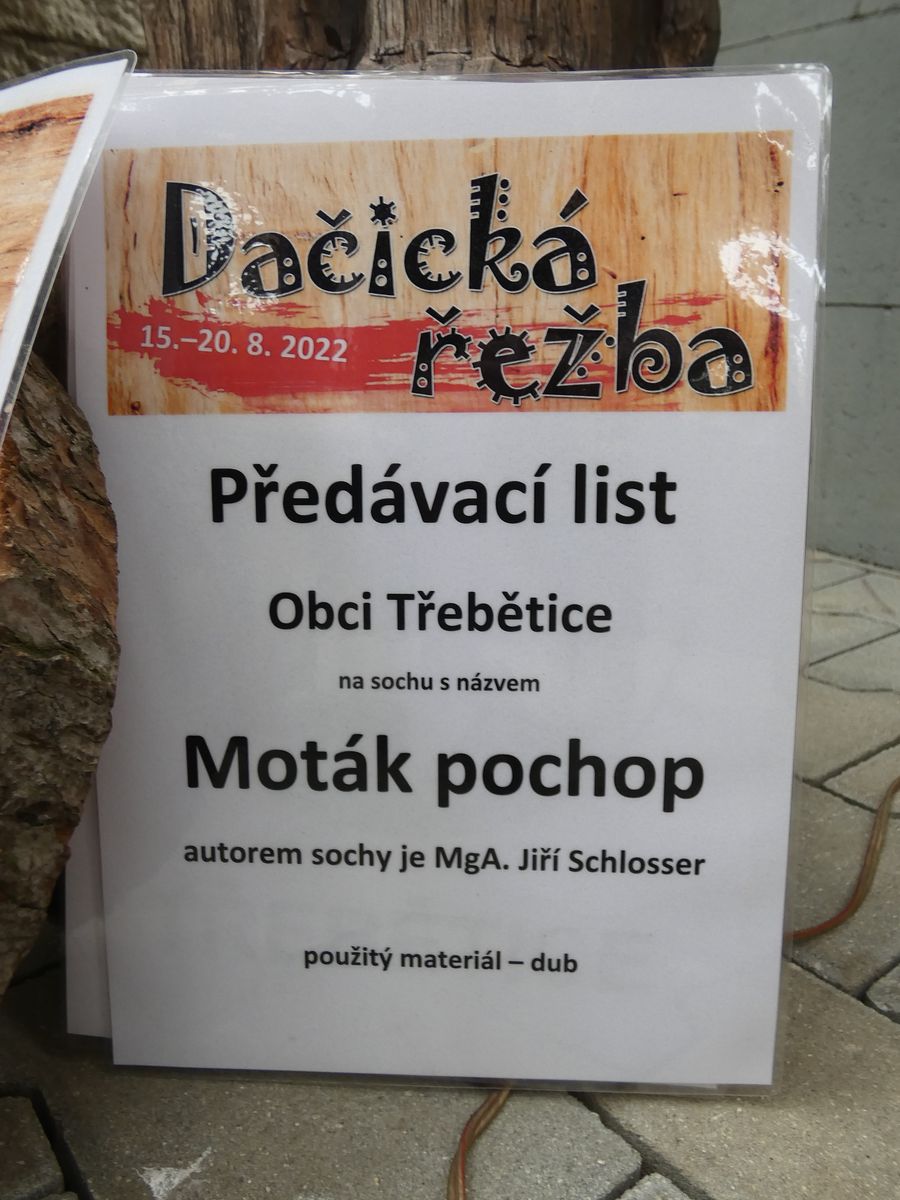 Dačická
řežba
15.–20. 8. 2022
Předávací list
Obci Třebětice
na sochu s názvem
Moták pochop
autorem sochy je MgA. Jiří Schlosser
použitý materiál – dub